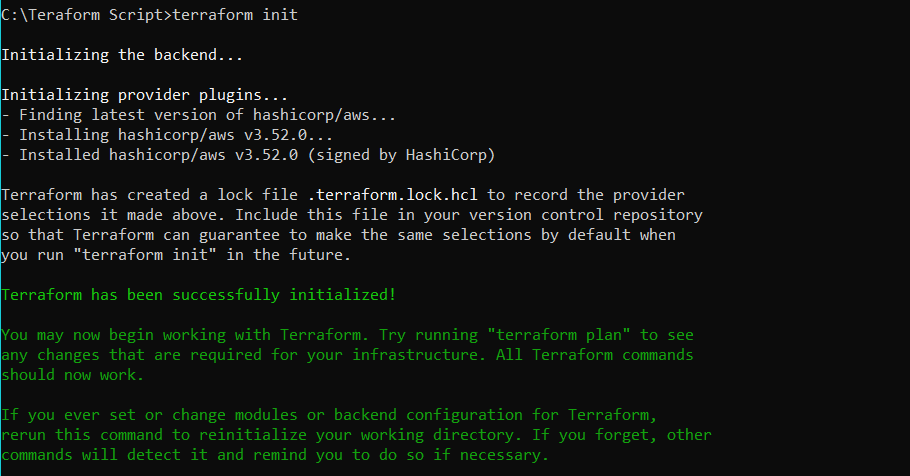 C:\Teraform Script>terraform init
Initializing the backend...
Initializing provider plugins...
- Finding latest version of hashicorp/aws...
- Installing hashicorp/aws v3.52.0...
- Installed hashicorp/aws v3.52.0 (signed by HashiCorp)
Terraform has created a lock file .terraform.lock.hcl to record the provider
selections it made above. Include this file in your version control repository
so that Terraform can guarantee to make the same selections by default when
you run "terraform init" in the future.
Terraform has been successfully initialized!
You may now begin working with Terraform. Try running "terraform plan" to see
any changes that are required for your infrastructure. All Terraform commands
should now work.
If you ever set or change modules or backend configuration for Terraform,
rerun this command to reinitialize your working directory. If you forget, other
commands will detect it and remind you to do so if necessary.